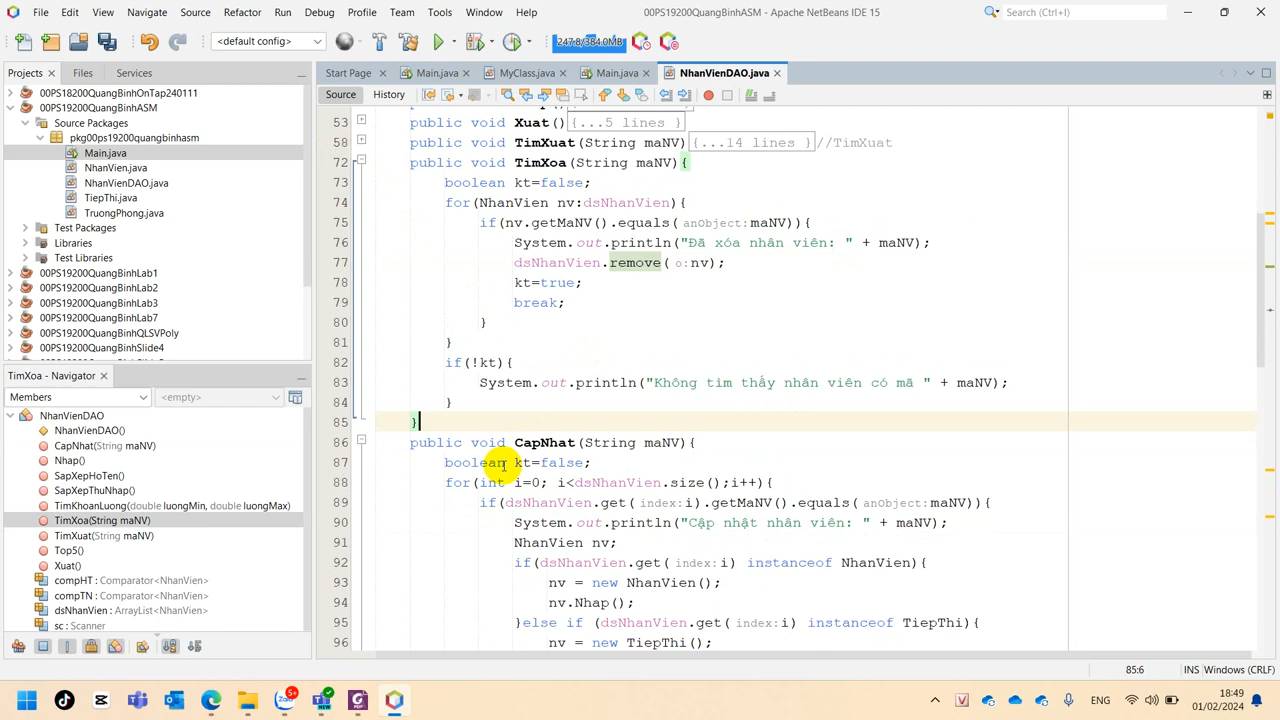 File Edit View Navigate Source Refactor Run Debug Profile Team Tools Window Help
00PS19200QuangBinhASM - Apache NetBeans IDE 15
Search (Ctrl+I)
<default config>
247.8/384.0MB
Projects Files Services
00PS18200QuangBinhOnTap240111
00PS19200QuangBinhASM
Source Packages
pkg00ps19200quangbinhasm
Main.java
NhanVien.java
NhanVienDAO.java
TiepThi.java
TruongPhong.java
Test Packages
Libraries
Test Libraries
00PS19200QuangBinhLab1
00PS19200QuangBinhLab2
00PS19200QuangBinhLab3
00PS19200QuangBinhLab7
00PS19200QuangBinhQLSVPoly
00PS19200QuangBinhSlide4
TimXoa - Navigator
Members <empty>
NhanVienDAO
NhanVienDAO()
CapNhat(String maNV)
Nhap()
SapXepHoTen()
SapXepThuNhap()
TimKhoanLuong(double luongMin, double luongMax)
TimXoa(String maNV)
TimXuat(String maNV)
Top5()
Xuat()
compHT : Comparator<NhanVien>
compTN : Comparator<NhanVien>
dsNhanVien : ArrayList<NhanVien>
sc : Scanner
Start Page Main.java MyClass.java Main.java NhanVienDAO.java
Source History
53 public void Xuat(){...5 lines }
58 public void TimXuat(String maNV){...14 lines }//TimXuat
72 public void TimXoa(String maNV){
73 boolean kt=false;
74 for(NhanVien nv:dsNhanVien){
75 if(nv.getMaNV().equals(anObject:maNV)){
76 System.out.println("Đã xóa nhân viên: " + maNV);
77 dsNhanVien.remove(o:nv);
78 kt=true;
79 break;
80 }
81 }
82 if(!kt){
83 System.out.println("Không tìm thấy nhân viên có mã " + maNV);
84 }
85 }
86 public void CapNhat(String maNV){
87 boolean kt=false;
88 for(int i=0; i<dsNhanVien.size();i++){
89 if(dsNhanVien.get(index:i).getMaNV().equals(anObject:maNV)){
90 System.out.println("Cập nhật nhân viên: " + maNV);
91 NhanVien nv;
92 if(dsNhanVien.get(index:i) instanceof NhanVien){
93 nv = new NhanVien();
94 nv.Nhap();
95 }else if (dsNhanVien.get(index:i) instanceof TiepThi){
96 nv = new TiepThi();
85:6 INS Windows (CRLF)
ENG
18:49
01/02/2024